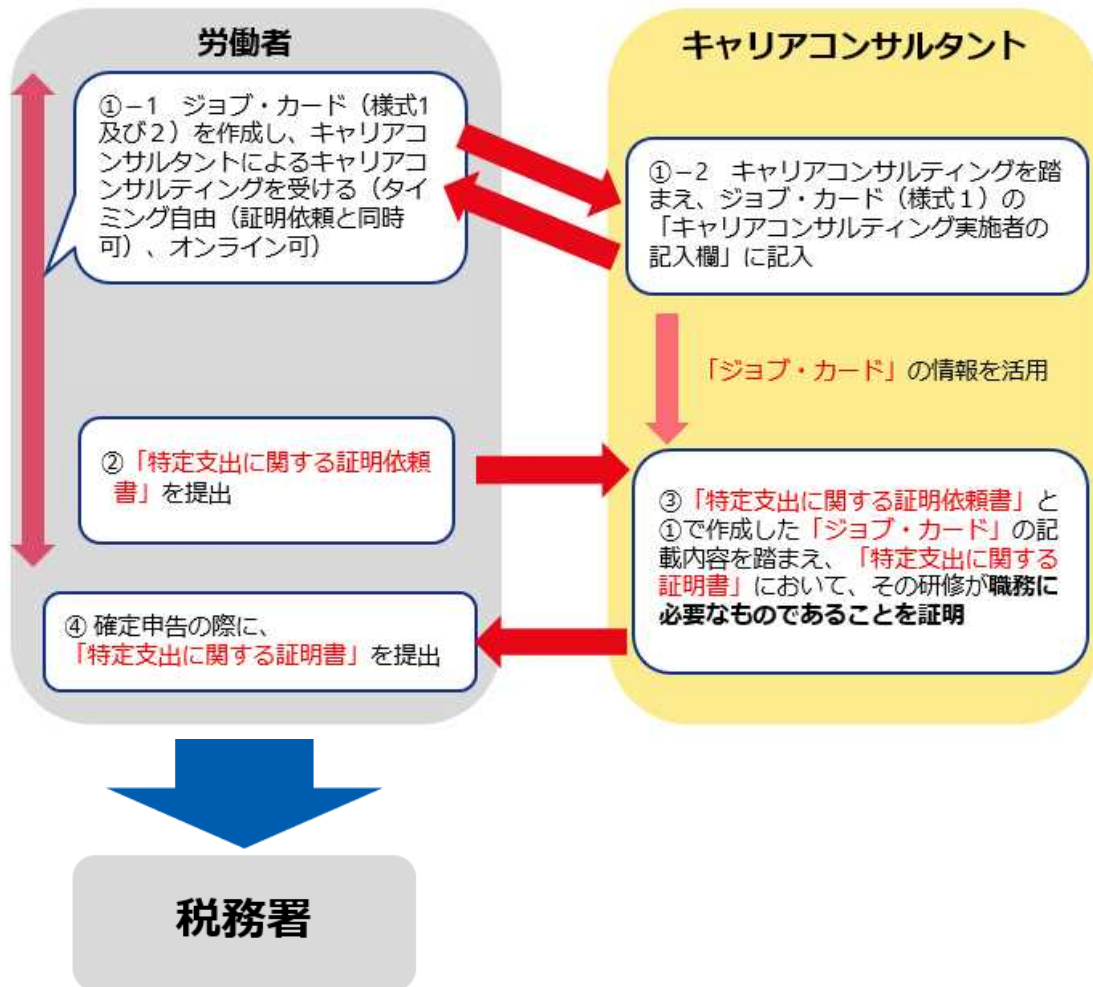 労働者
①－1　ジョブ・カード（様式1
及び２）を作成し、キャリアコ
ンサルタントによるキャリアコ
ンサルティングを受ける（タイ
ミング自由（証明依頼と同時
可）、オンライン可）
②「特定支出に関する証明依頼
書」を提出
④ 確定申告の際に、
「特定支出に関する証明書」を提出
キャリアコンサルタント
①－2　キャリアコンサルティングを踏
まえ、ジョブ・カード（様式１）の
「キャリアコンサルティング実施者の
記入欄」に記入
「ジョブ・カード」の情報を活用
③「特定支出に関する証明依頼書」と
①で作成した「ジョブ・カード」の記
載内容を踏まえ、「特定支出に関する
証明書」において、その研修が職務に
必要なものであることを証明
税務署